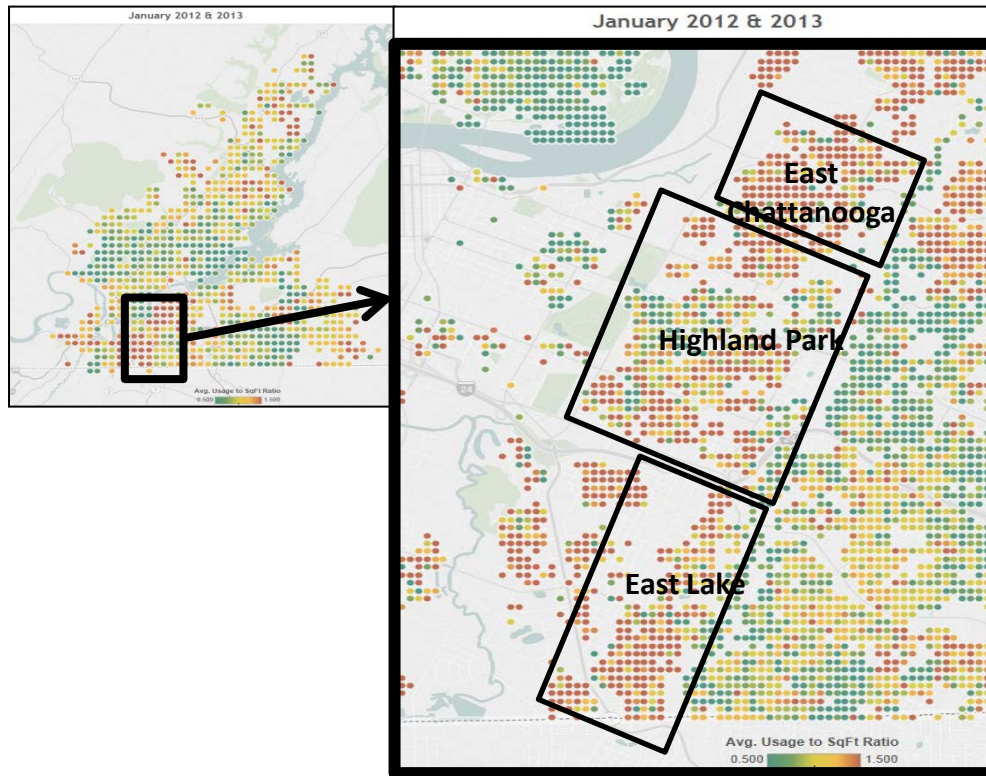 January 2012 & 2013
Avg. Usage to SqFt Ratio
0.500
1.500
January 2012 & 2013
East
Chattanooga
Highland Park
24
East Lake
Avg. Usage to SqFt Ratio
0.500
1.500